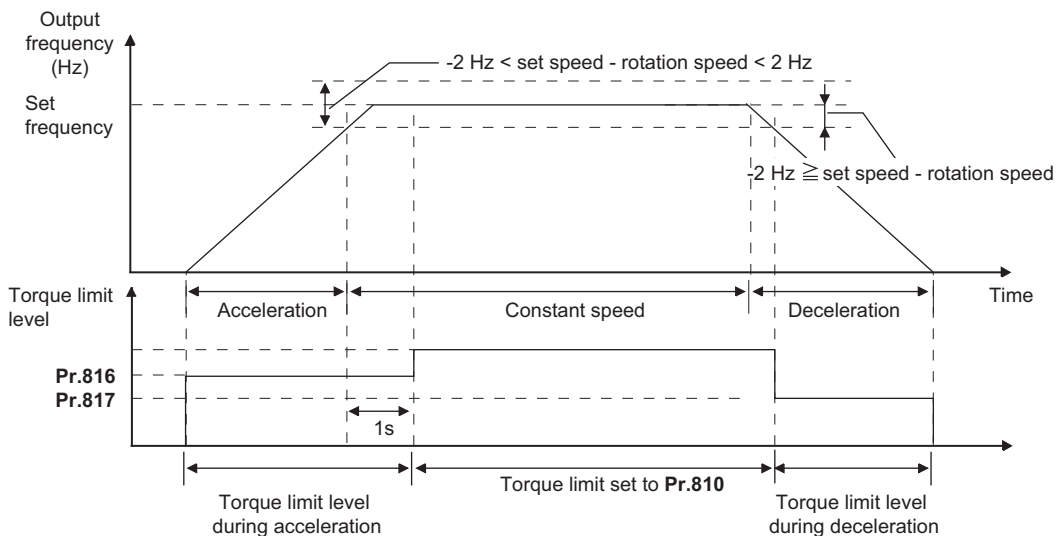 Output
frequency
(Hz)
-2 Hz < set speed - rotation speed < 2 Hz
Set
frequency
-2 Hz ≧ set speed - rotation speed
Time
Torque limit
level
Acceleration
Constant speed
Deceleration
Pr.816
Pr.817
1s
Torque limit level
during acceleration
Torque limit set to Pr.810
Torque limit level
during deceleration